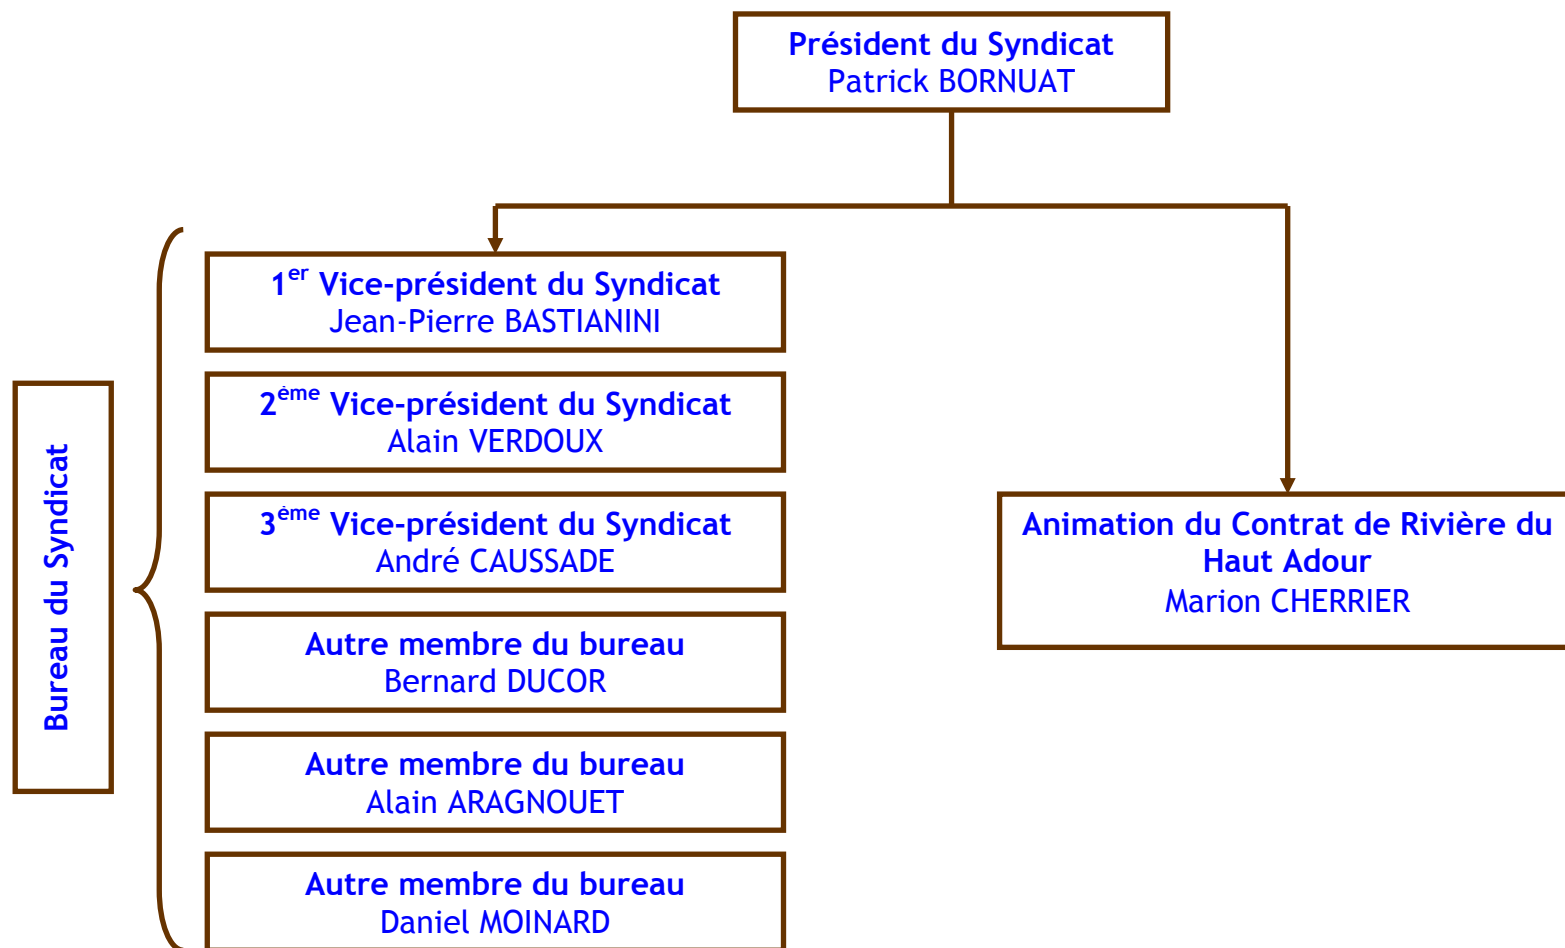 Président du Syndicat
Patrick BORNUAT
Bureau du Syndicat
1er Vice-président du Syndicat
Jean-Pierre BASTIANINI
2ème Vice-président du Syndicat
Alain VERDOUX
3ème Vice-président du Syndicat
André CAUSSADE
Autre membre du bureau
Bernard DUCOR
Autre membre du bureau
Alain ARAGNOUET
Autre membre du bureau
Daniel MOINARD
Animation du Contrat de Rivière du
Haut Adour
Marion CHERRIER